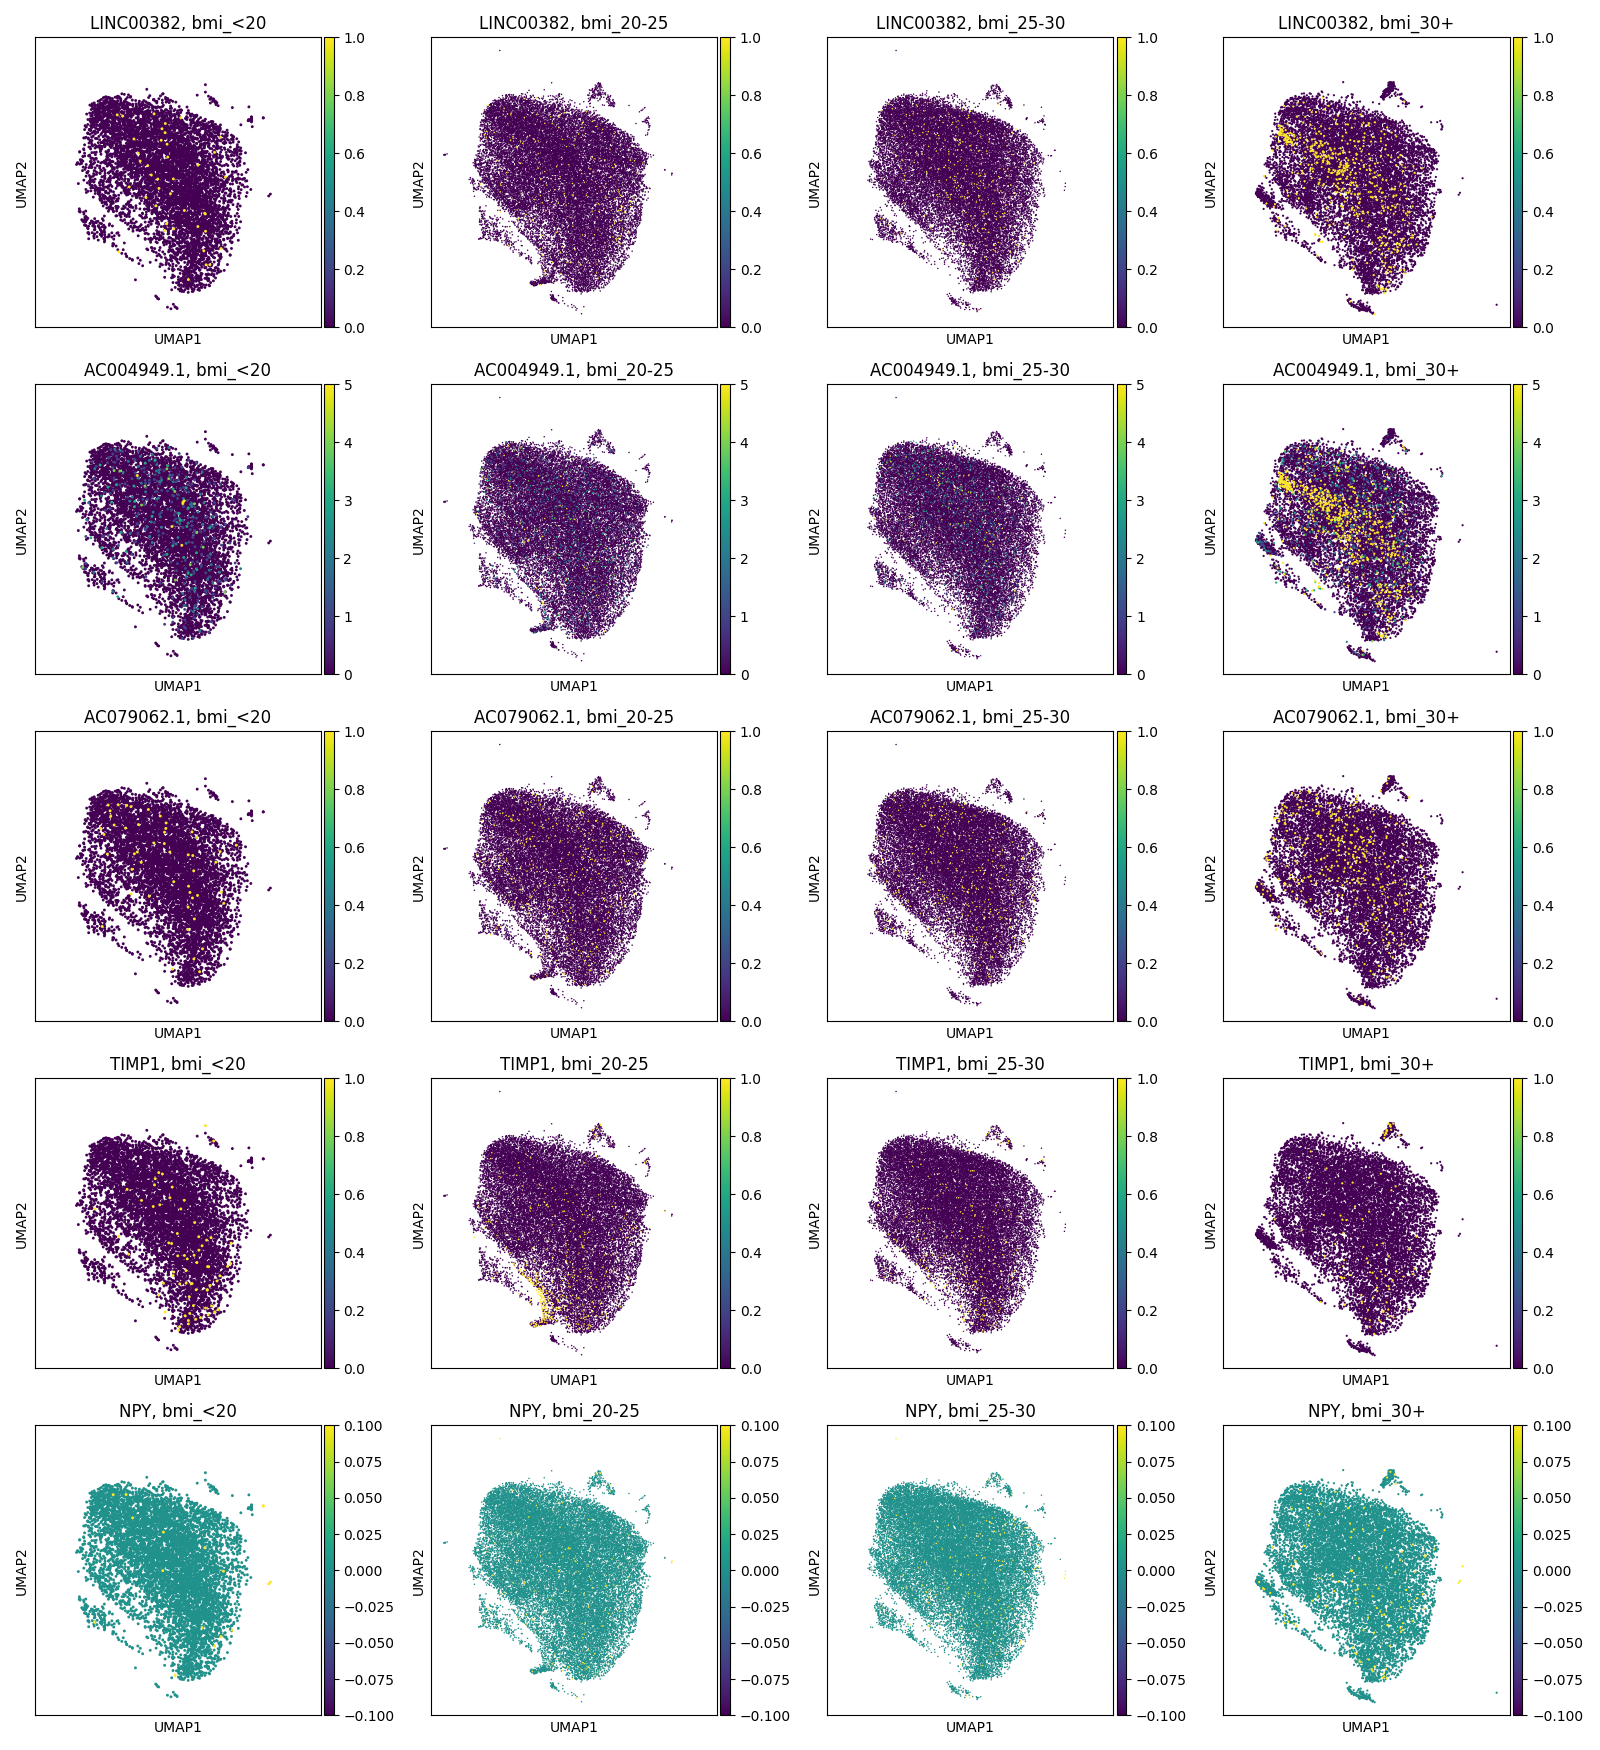 LINC00382, bmi_<20
LINC00382, bmi_20-25
LINC00382, bmi_25-30
LINC00382, bmi_30+
UMAP2
1.0
0.8
0.6
0.4
0.2
0.0
UMAP1
UMAP2
1.0
0.8
0.6
0.4
0.2
0.0
UMAP1
UMAP2
1.0
0.8
0.6
0.4
0.2
0.0
UMAP1
UMAP2
1.0
0.8
0.6
0.4
0.2
0.0
UMAP1
AC004949.1, bmi_<20
AC004949.1, bmi_20-25
AC004949.1, bmi_25-30
AC004949.1, bmi_30+
UMAP2
5
4
3
2
1
0
UMAP1
UMAP2
5
4
3
2
1
0
UMAP1
UMAP2
5
4
3
2
1
0
UMAP1
UMAP2
5
4
3
2
1
0
UMAP1
AC079062.1, bmi_<20
AC079062.1, bmi_20-25
AC079062.1, bmi_25-30
AC079062.1, bmi_30+
UMAP2
1.0
0.8
0.6
0.4
0.2
0.0
UMAP1
UMAP2
1.0
0.8
0.6
0.4
0.2
0.0
UMAP1
UMAP2
1.0
0.8
0.6
0.4
0.2
0.0
UMAP1
UMAP2
1.0
0.8
0.6
0.4
0.2
0.0
UMAP1
TIMP1, bmi_<20
TIMP1, bmi_20-25
TIMP1, bmi_25-30
TIMP1, bmi_30+
UMAP2
1.0
0.8
0.6
0.4
0.2
0.0
UMAP1
UMAP2
1.0
0.8
0.6
0.4
0.2
0.0
UMAP1
UMAP2
1.0
0.8
0.6
0.4
0.2
0.0
UMAP1
UMAP2
1.0
0.8
0.6
0.4
0.2
0.0
UMAP1
NPY, bmi_<20
NPY, bmi_20-25
NPY, bmi_25-30
NPY, bmi_30+
UMAP2
0.100
0.075
0.050
0.025
0.000
−0.025
−0.050
−0.075
−0.100
UMAP1
UMAP2
0.100
0.075
0.050
0.025
0.000
−0.025
−0.050
−0.075
−0.100
UMAP1
UMAP2
0.100
0.075
0.050
0.025
0.000
−0.025
−0.050
−0.075
−0.100
UMAP1
UMAP2
0.100
0.075
0.050
0.025
0.000
−0.025
−0.050
−0.075
−0.100
UMAP1